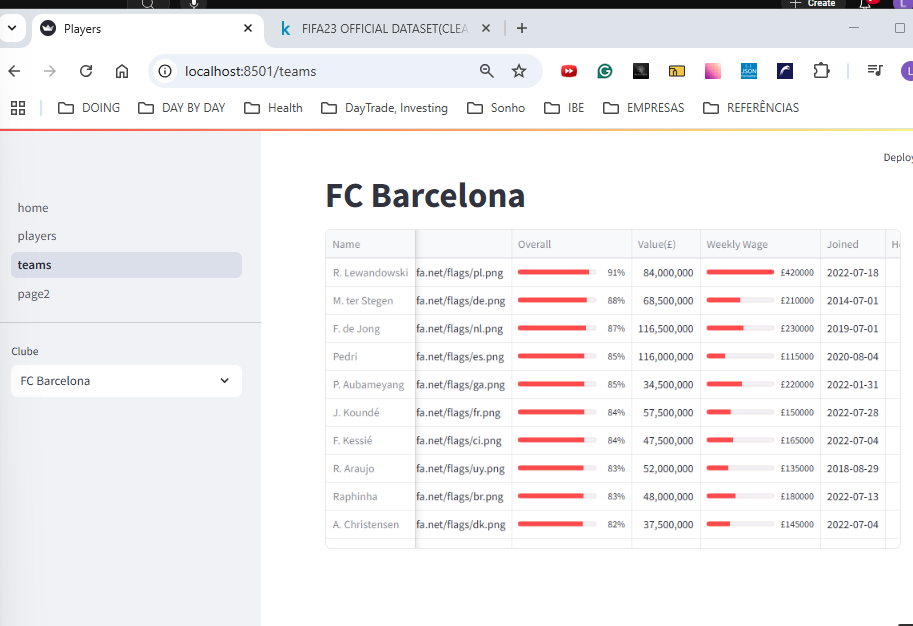 Create
Players
FIFA23 OFFICIAL DATASET(CLEA
localhost:8501/teams
DOING
DAY BY DAY
Health
DayTrade, Investing
Sonho
IBE
EMPRESAS
REFERÊNCIAS
Deploy
home
players
teams
page2
Clube
FC Barcelona
FC Barcelona
Name Overall Value(£) Weekly Wage Joined He
R. Lewandowski fa.net/flags/pl.png 91% 84,000,000 £420000 2022-07-18
M. ter Stegen fa.net/flags/de.png 88% 68,500,000 £210000 2014-07-01
F. de Jong fa.net/flags/nl.png 87% 116,500,000 £230000 2019-07-01
Pedri fa.net/flags/es.png 85% 116,000,000 £115000 2020-08-04
P. Aubameyang fa.net/flags/ga.png 85% 34,500,000 £220000 2022-01-31
J. Koundé fa.net/flags/fr.png 84% 57,500,000 £150000 2022-07-28
F. Kessié fa.net/flags/ci.png 84% 47,500,000 £165000 2022-07-04
R. Araujo fa.net/flags/uy.png 83% 52,000,000 £135000 2018-08-29
Raphinha fa.net/flags/br.png 83% 48,000,000 £180000 2022-07-13
A. Christensen fa.net/flags/dk.png 82% 37,500,000 £145000 2022-07-04